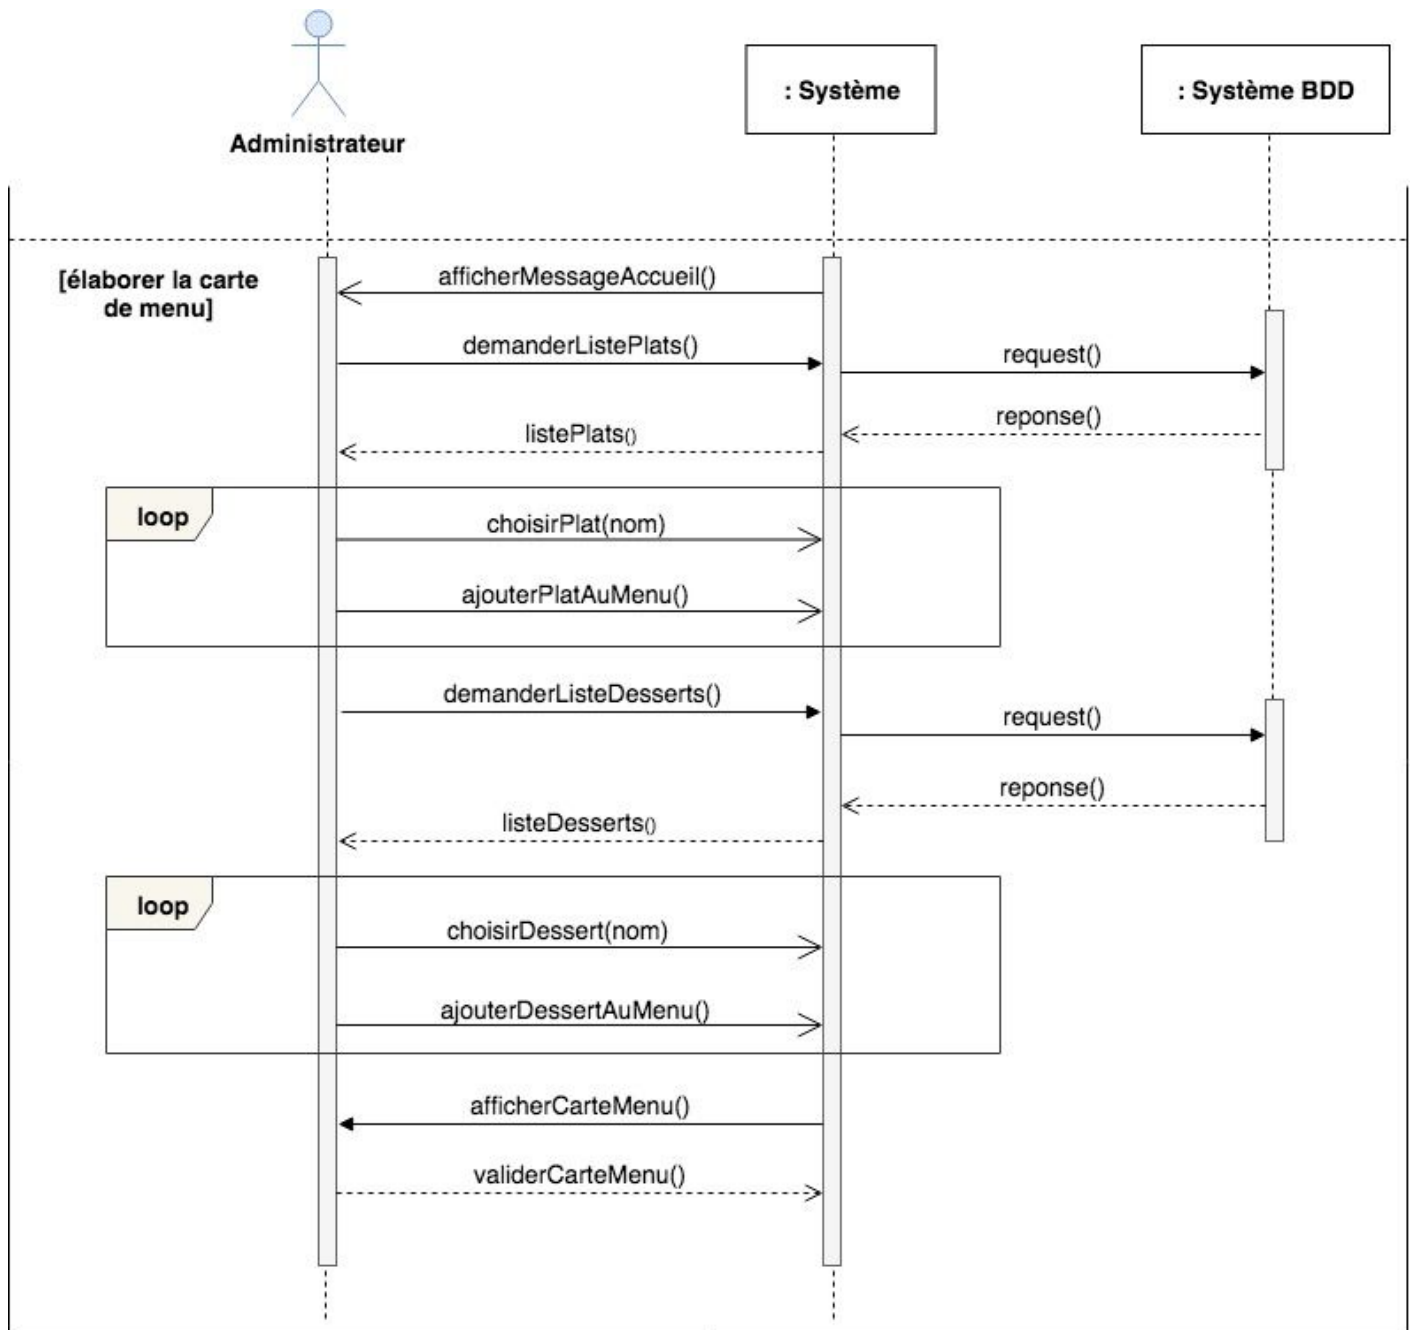 : Système
: Système BDD
Administrateur
[élaborer la carte
de menu]
afficherMessageAccueil()
demanderListePlats()
request()
reponse()
listePlats()
loop
choisirPlat(nom)
ajouterPlatAuMenu()
demanderListeDesserts()
request()
reponse()
listeDesserts()
loop
choisirDessert(nom)
ajouterDessertAuMenu()
afficherCarteMenu()
validerCarteMenu()